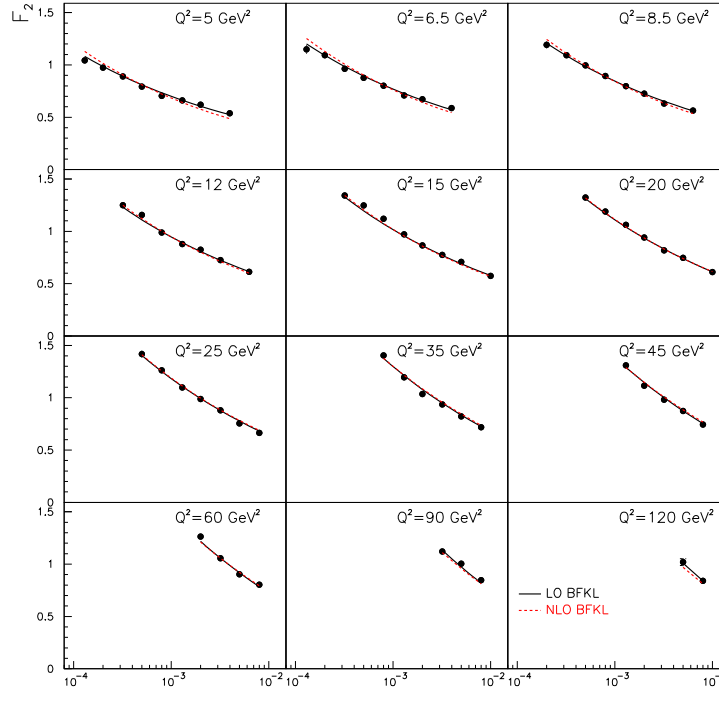 F₂
Q²=5 GeV²
Q²=6.5 GeV²
Q²=8.5 GeV²
1.5
1
0.5
0
Q²=12 GeV²
Q²=15 GeV²
Q²=20 GeV²
1.5
1
0.5
0
Q²=25 GeV²
Q²=35 GeV²
Q²=45 GeV²
1.5
1
0.5
0
Q²=60 GeV²
Q²=90 GeV²
Q²=120 GeV²
1.5
1
0.5
0
LO BFKL
NLO BFKL
10⁻⁴ 10⁻³ 10⁻² 10⁻⁴ 10⁻³ 10⁻² 10⁻⁴ 10⁻³ 10⁻²